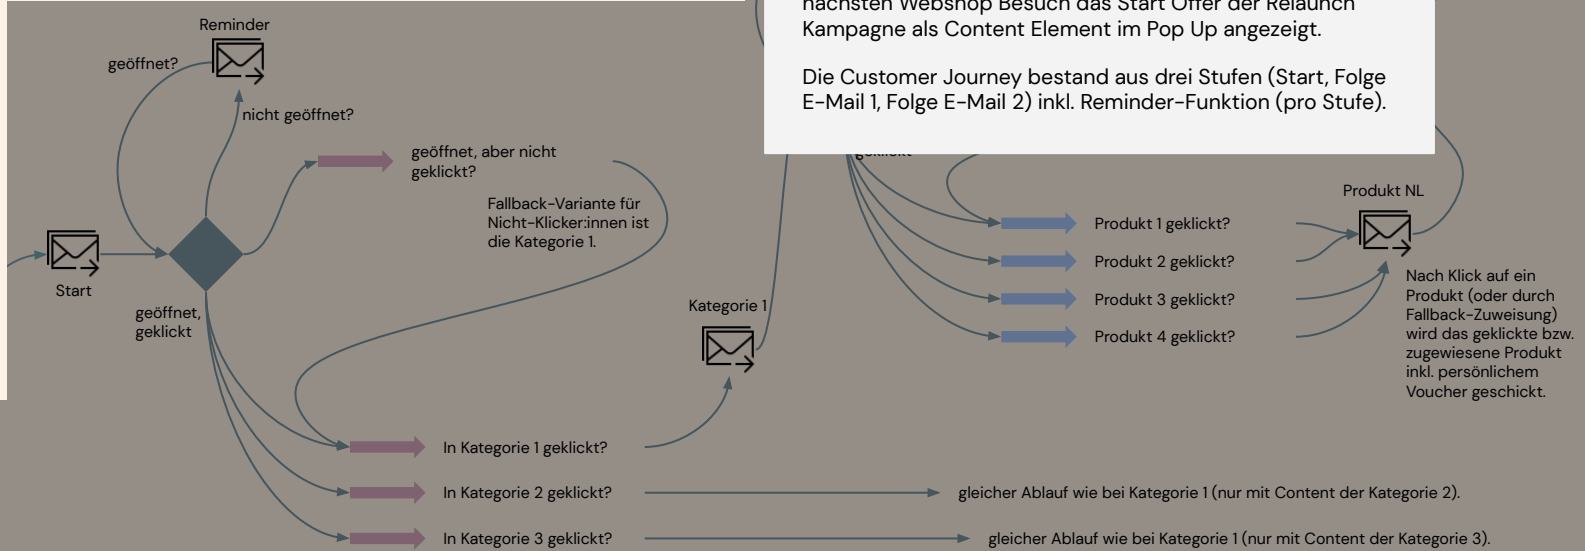 Reminder
geöffnet?
nicht geöffnet?
geöffnet, aber nicht
geklickt?
Fallback-Variante für
Nicht-Klicker:innen ist
die Kategorie 1.
Start
geöffnet,
geklickt
In Kategorie 1 geklickt?
In Kategorie 2 geklickt?
In Kategorie 3 geklickt?
Kategorie 1
nächsten Webshop Besuch das Start Offer der Relaunch
Kampagne als Content Element im Pop Up angezeigt.
Die Customer Journey bestand aus drei Stufen (Start, Folge
E-Mail 1, Folge E-Mail 2) inkl. Reminder-Funktion (pro Stufe).
geklickt
Produkt 1 geklickt?
Produkt 2 geklickt?
Produkt 3 geklickt?
Produkt 4 geklickt?
Produkt NL
Nach Klick auf ein
Produkt (oder durch
Fallback-Zuweisung)
wird das geklickte bzw.
zugewiesene Produkt
inkl. persönlichem
Voucher geschickt.
gleicher Ablauf wie bei Kategorie 1 (nur mit Content der Kategorie 2).
gleicher Ablauf wie bei Kategorie 1 (nur mit Content der Kategorie 3).